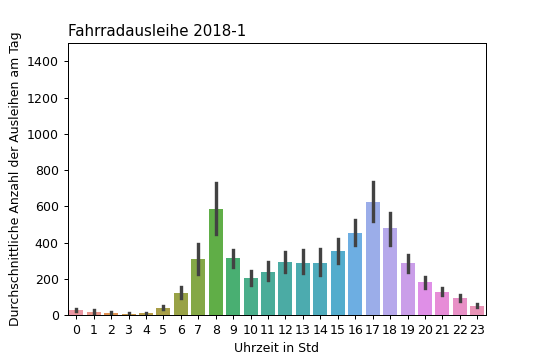 Fahrradausleihe 2018-1
Durchschnittliche Anzahl der Ausleihen am Tag
1400
1200
1000
800
600
400
200
0
0 1 2 3 4 5 6 7 8 9 10 11 12 13 14 15 16 17 18 19 20 21 22 23
Uhrzeit in Std